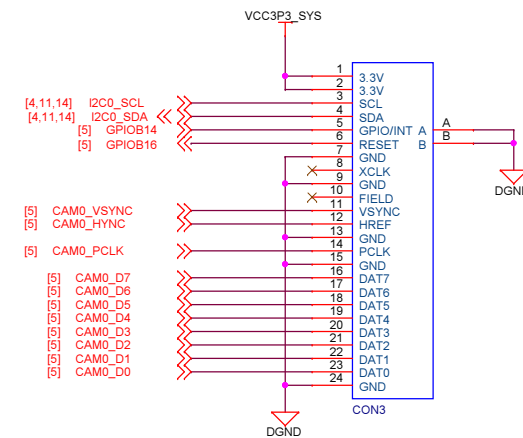 VCC3P3_SYS
1 3.3V
2 3.3V
[4,11,14] I2C0_SCL 3 SCL
[4,11,14] I2C0_SDA 4 SDA
[5] GPIOB14 5 GPIO/INT A A
[5] GPIOB16 6 RESET B B
7 GND
8 XCLK
9 GND
DGND
10 FIELD
[5] CAM0_VSYNC 11 VSYNC
[5] CAM0_HYNC 12 HREF
13 GND
[5] CAM0_PCLK 14 PCLK
15 GND
[5] CAM0_D7 16 DAT7
[5] CAM0_D6 17 DAT6
[5] CAM0_D5 18 DAT5
[5] CAM0_D4 19 DAT4
[5] CAM0_D3 20 DAT3
[5] CAM0_D2 21 DAT2
[5] CAM0_D1 22 DAT1
[5] CAM0_D0 23 DAT0
24 GND
CON3
DGND